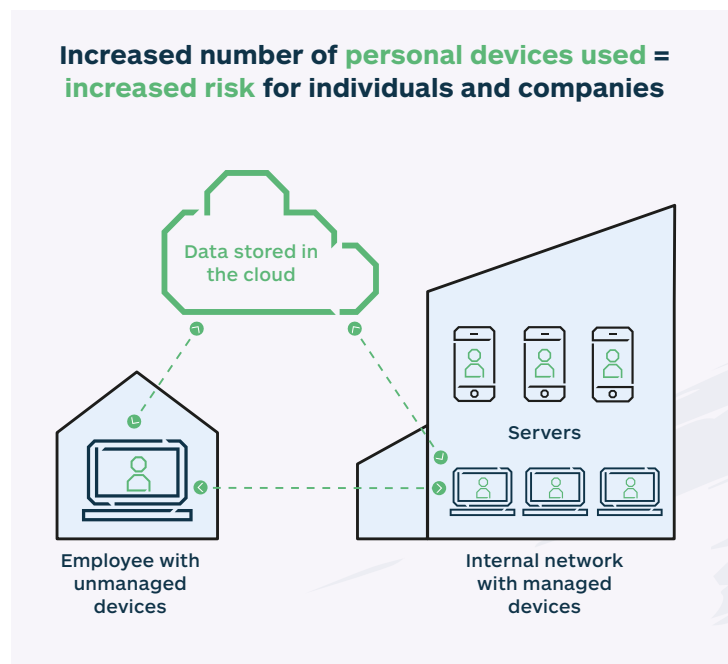 Increased number of personal devices used =
increased risk for individuals and companies
Data stored in
the cloud
Servers
Employee with
unmanaged
devices
Internal network
with managed
devices